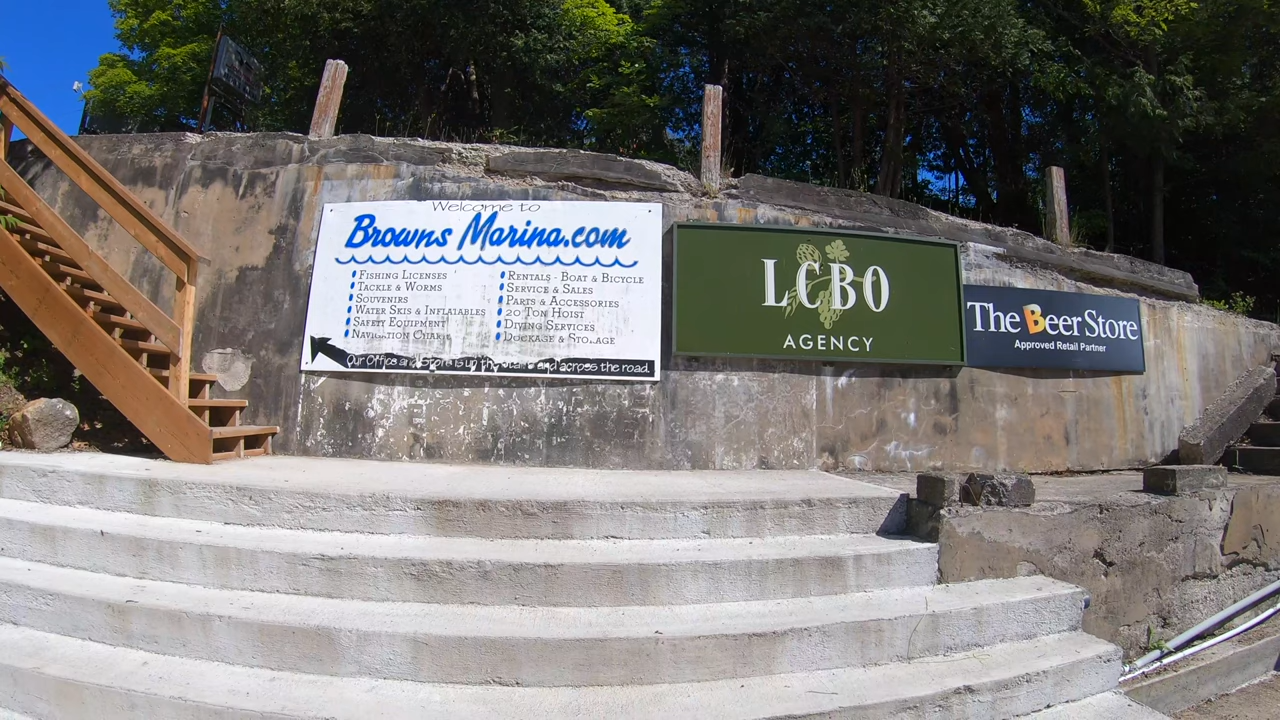 Welcome to
Browns Marina.com
Fishing Licenses
Tackle & Worms
Souvenirs
Water Skis & Inflatables
Safety Equipment
Navigation Charts
Rentals - Boat & Bicycle
Service & Sales
Parts & Accessories
20 Ton Hoist
Diving Services
Dockage & Storage
Our Office and Store is up the stairs and across the road.
LCBO
AGENCY
The Beer Store
Approved Retail Partner